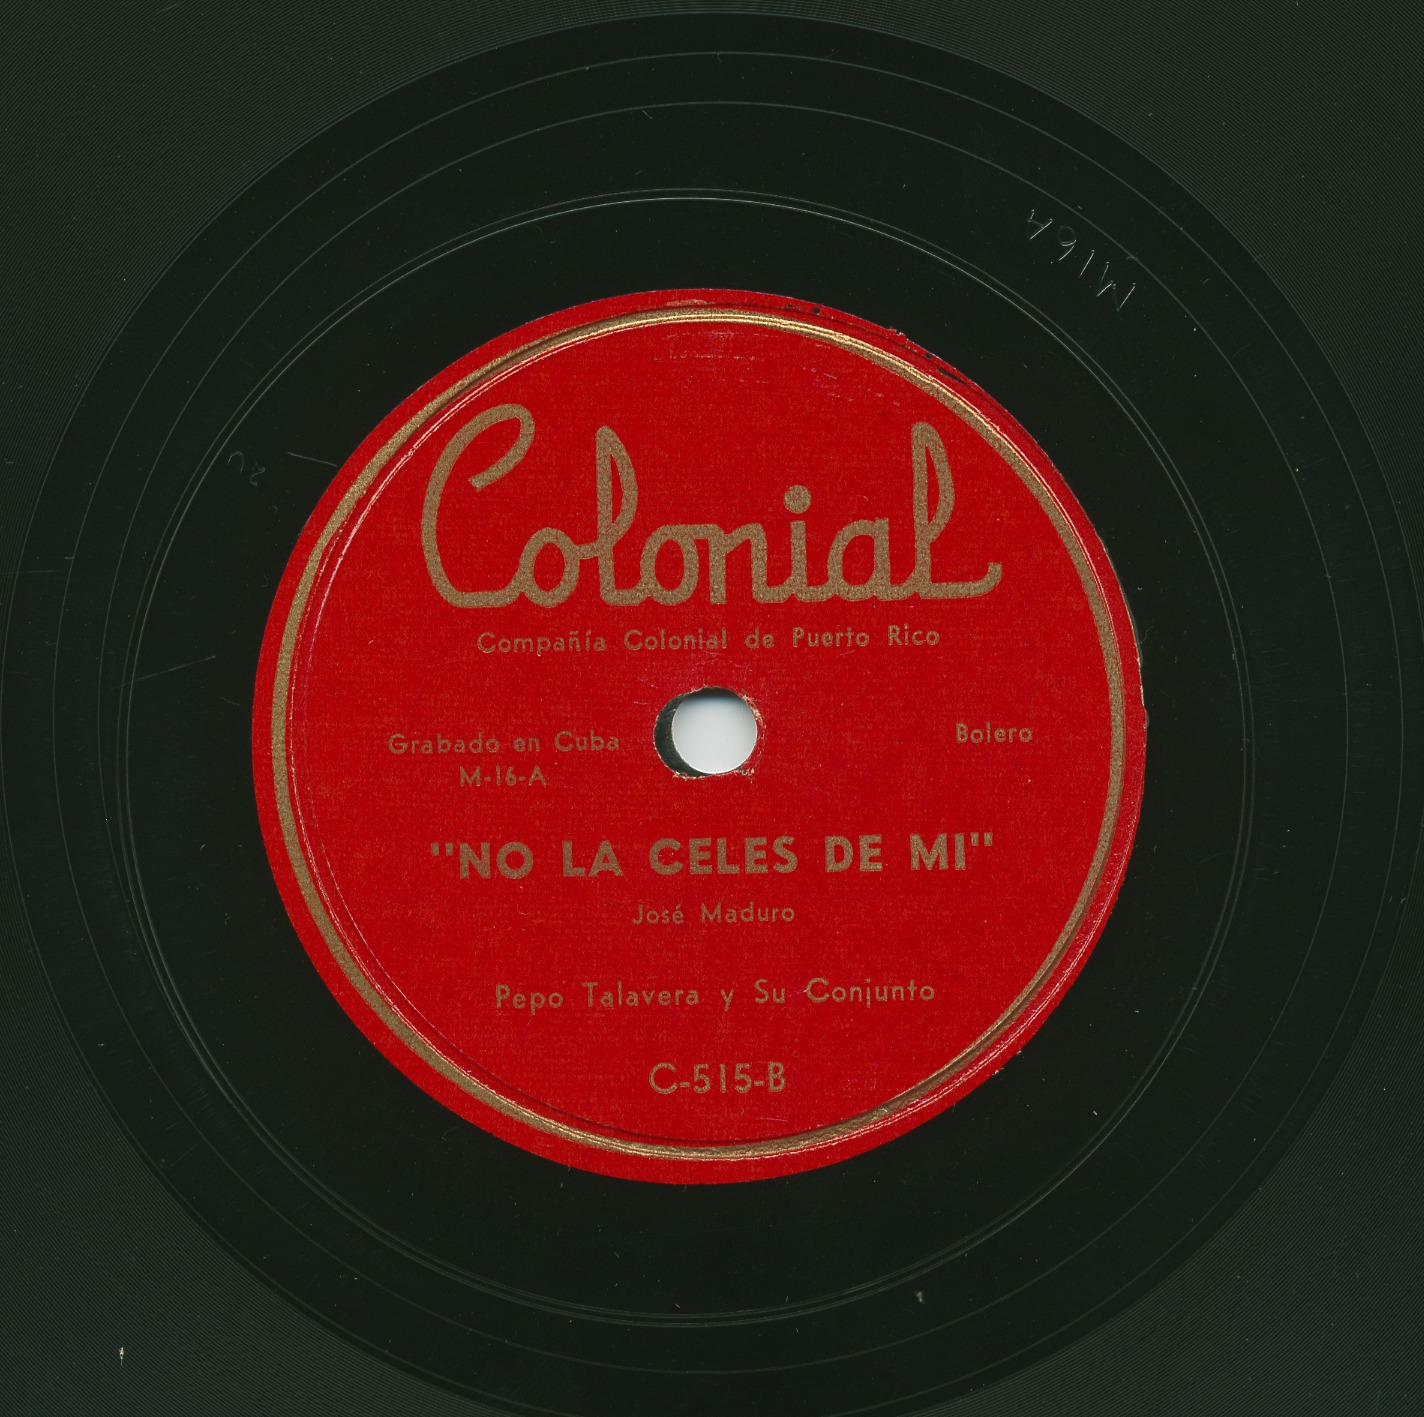 M116A
Colonial
Compañía Colonial de Puerto Rico
Grabado en Cuba
Bolero
M-16-A
"NO LA CELES DE MI"
José Maduro
Pepo Talavera y Su Conjunto
C-515-B